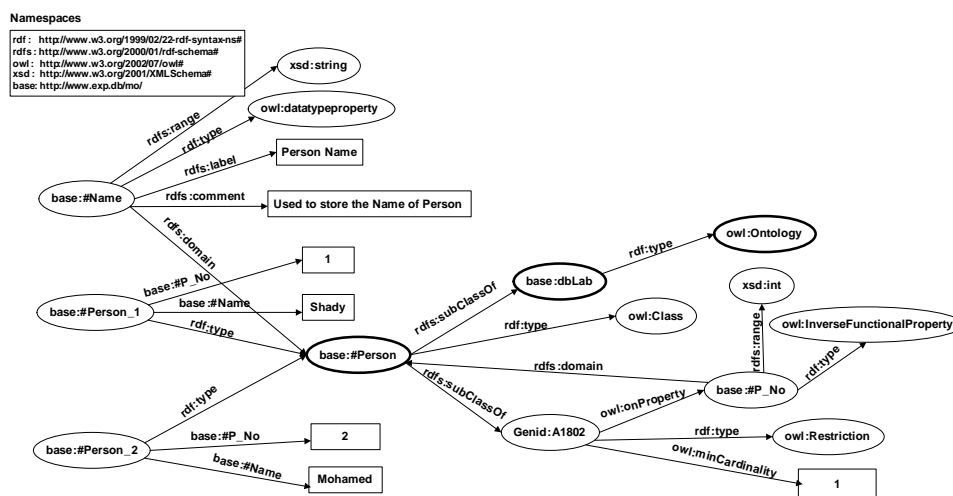 Namespaces
rdf : http://www.w3.org/1999/02/22-rdf-syntax-ns#
rdfs : http://www.w3.org/2000/01/rdf-schema#
owl : http://www.w3.org/2002/07/owl#
xsd : http://www.w3.org/2001/XMLSchema#
base: http://www.exp.db/mo/
xsd:string
rdfs:range
owl:datatypeproperty
rdf:type
rdfs:label
Person Name
base:#Name
rdfs:comment
Used to store the Name of Person
rdfs:domain
owl:Ontology
rdf:type
base:#P_No
1
base:dbLab
xsd:int
base:#Person_1
base:#Name
Shady
rdfs:subClassOf
rdf:type
rdf:type
owl:Class
owl:InverseFunctionalProperty
rdfs:range
rdf:type
base:#Person
rdfs:domain
base:#P_No
rdf:type
rdfs:subClassOf
owl:onProperty
base:#P_No
2
Genid:A1802
rdf:type
owl:Restriction
base:#Person_2
base:#Name
Mohamed
owl:minCardinality
1